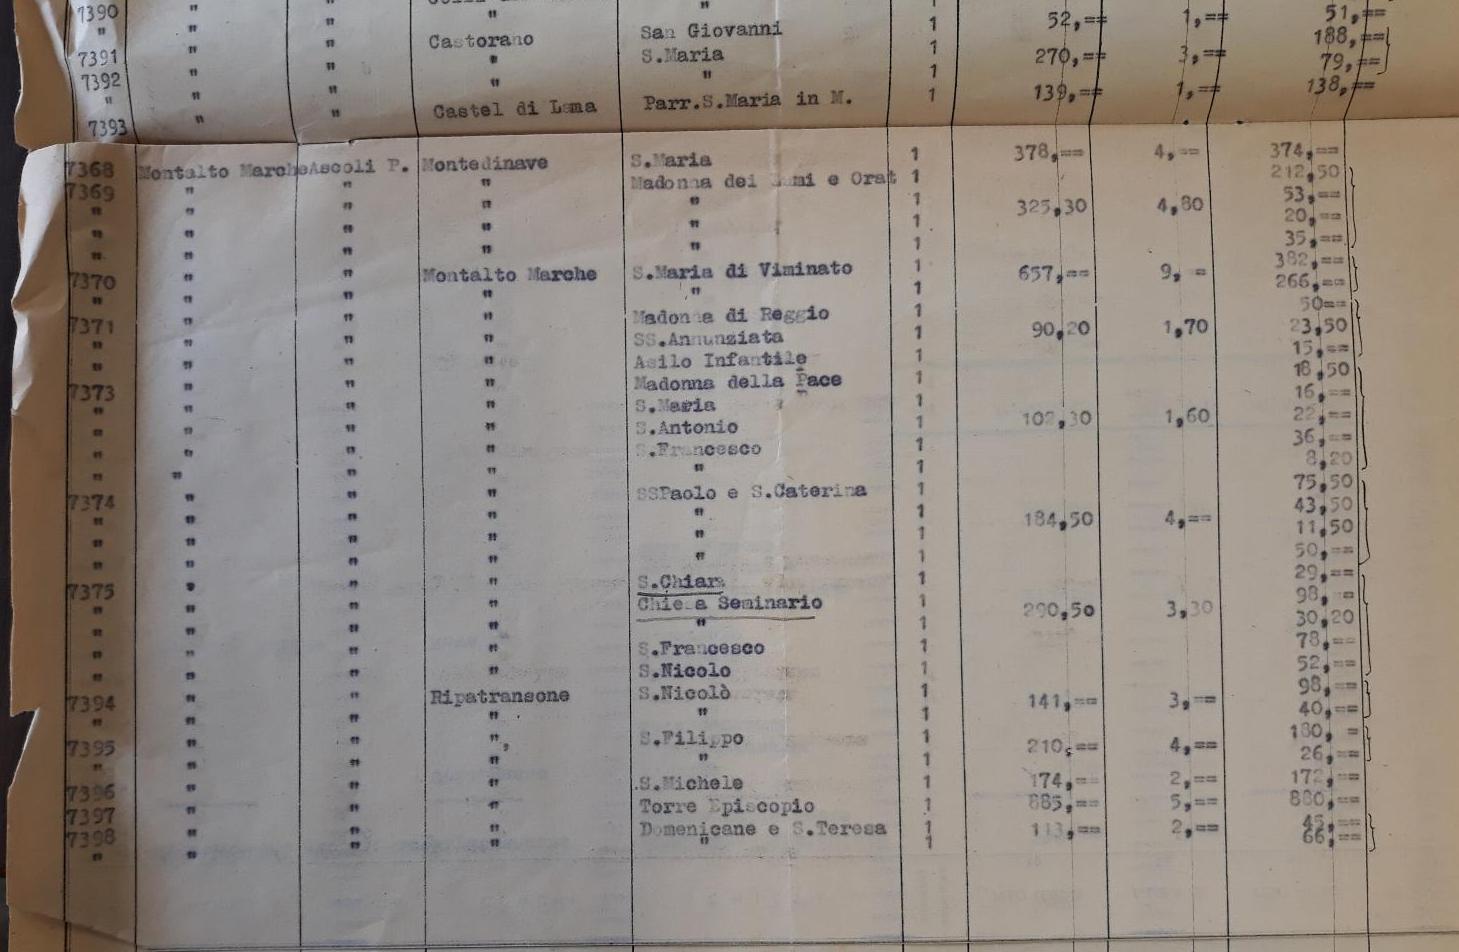 7390 " " " " 1 52,== 1,== 51,==
" " " Castorano San Giovanni 1 188,==
7391 " " " S.Maria 1 270,== 3,== 79,==
7392 " " " " 1 139,== 1,== 138,==
" " " Castel di Lama Parr.S.Maria in M. 1
7393
7368 Montalto Marche Ascoli P. Montedinave S.Maria 1 378,== 4,== 374,==
7369 " " " Madonna dei Lumi e Orat 1 212,50
" " " " " 1 325,30 4,80 53,==
" " " " 1 20,==
" " " " " 1 35,==
7370 " " Montalto Marche S.Maria di Viminato 1 657,== 9, = 382,==
" " " " " 1 266,==
7371 " " " Madonna di Reggio 1 50==
" " " " SS.Annunziata 1 90,20 1,70 23,50
" " " " Asilo Infantile 1 15,==
7373 " " " Madonna della Pace 1 18,50
" " " " S.Maria 1 16,==
" " " " S.Antonio 1 102,30 1,60 22,==
" " " " S.Francesco 1 36,==
" " " " " 1 8,20
7374 " " " SSPaolo e S.Caterina 1 75,50
" " " " " 1 184,50 4,== 43,50
" " " " " 1 11,50
" " " " " 1 50,==
7375 " " " S.Chiara 1 29,==
" " " " Chiesa Seminario 1 290,50 3,30 98, =
" " " " " 1 30,20
" " " " S.Francesco 1 78,==
" " " " S.Nicolo 1 52,==
7394 " " Ripatransone S.Nicolò 1 141,== 3,== 98,==
" " " " " 1 40,==
7395 " " ", S.Filippo 1 210,== 4,== 180, =
" " " " " 1 26,==
7396 " " " S.Michele 1 174,== 2,== 172,==
7397 " " " Torre Episcopio 1 885,== 5,== 880,==
7398 " " " Domenicane e S.Teresa 1 113,== 2,== 45,==
" " " " " 1 66,==